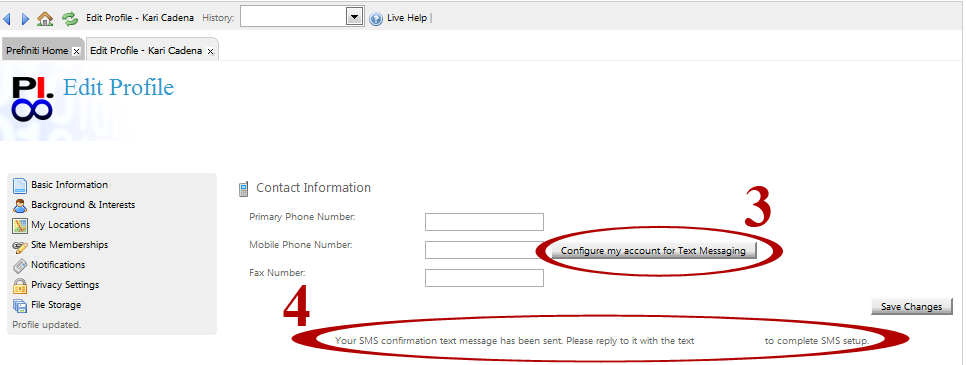 Edit Profile - Kari Cadena History: Live Help |
Prefiniti Home x Edit Profile - Kari Cadena x
PI. Edit Profile
Basic Information
Background & Interests
My Locations
Site Memberships
Notifications
Privacy Settings
File Storage
Profile updated.
Contact Information
Primary Phone Number:
3
Mobile Phone Number: Configure my account for Text Messaging
Fax Number:
Save Changes
4
Your SMS confirmation text message has been sent. Please reply to it with the text to complete SMS setup.